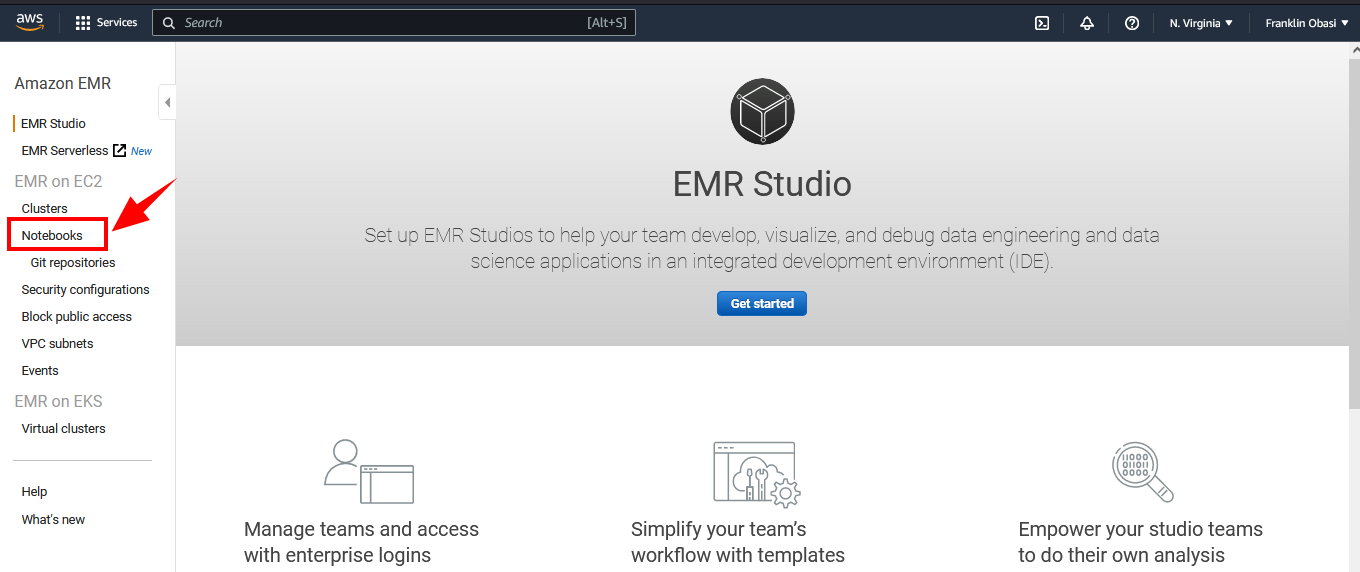 aws
Services
Search
[Alt+S]
N. Virginia
Franklin Obasi
Amazon EMR
EMR Studio
EMR Serverless New
EMR on EC2
Clusters
Notebooks
Git repositories
Security configurations
Block public access
VPC subnets
Events
EMR on EKS
Virtual clusters
Help
What's new
EMR Studio
Set up EMR Studios to help your team develop, visualize, and debug data engineering and data
science applications in an integrated development environment (IDE).
Get started
Manage teams and access
with enterprise logins
Simplify your team’s
workflow with templates
11000
011011
0000
Empower your studio teams
to do their own analysis